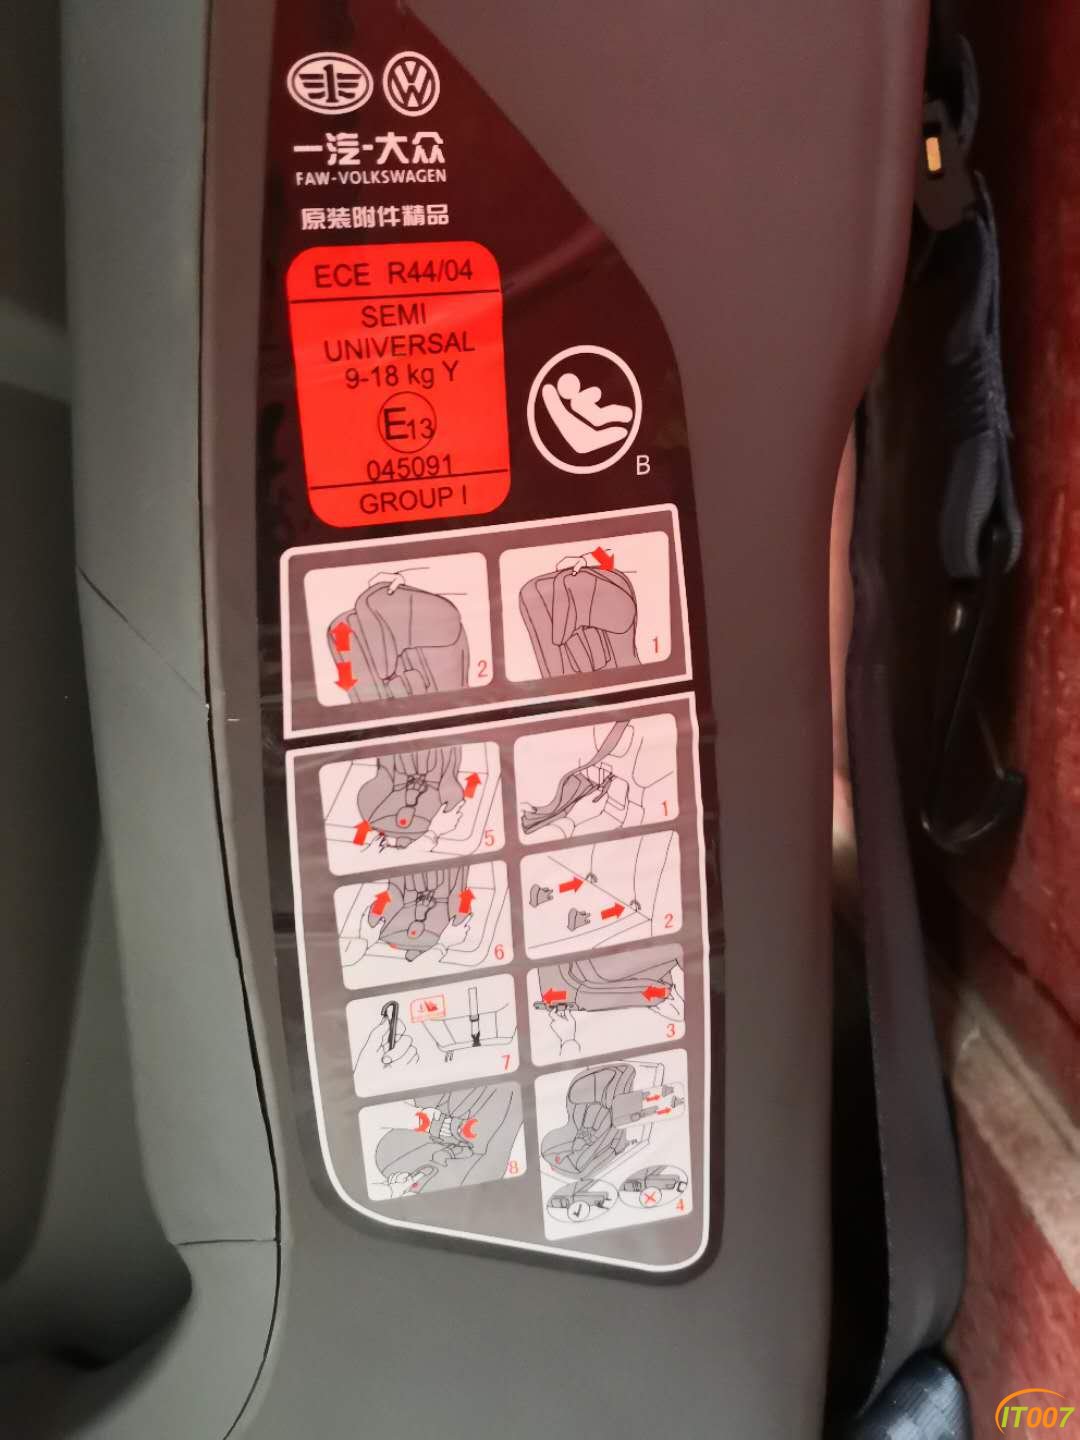 一汽-大众
FAW-VOLKSWAGEN
原装附件精品
ECE R44/04
SEMI
UNIVERSAL
9-18 kg Y
E13
045091
GROUP I
B
2
1
5
1
6
2
7
3
8
4
IT007